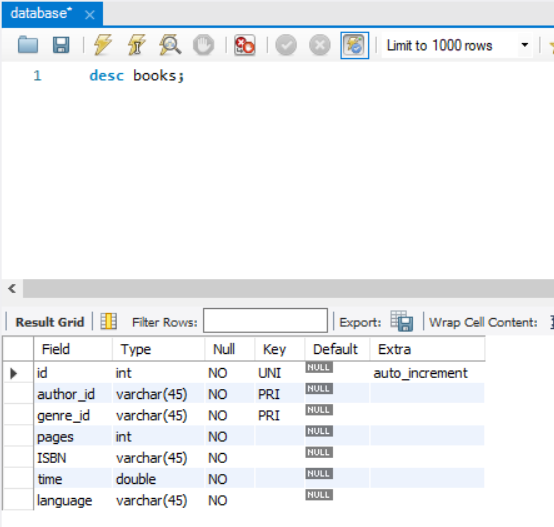 database*
Limit to 1000 rows
1 desc books;
Result Grid Filter Rows: Export: Wrap Cell Content:
Field Type Null Key Default Extra
id int NO UNI NULL auto_increment
author_id varchar(45) NO PRI NULL
genre_id varchar(45) NO PRI NULL
pages int NO NULL
ISBN varchar(45) NO NULL
time double NO NULL
language varchar(45) NO NULL